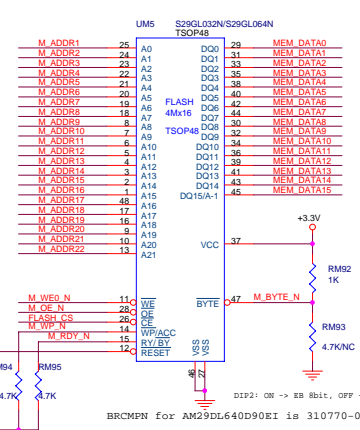 UM5 S29GL032N/S29GL064N
TSOP48
M_ADDR1 25 A0 DQ0 29 MEM_DATA0
M_ADDR2 24 A1 DQ1 31 MEM_DATA1
M_ADDR3 23 A2 DQ2 33 MEM_DATA2
M_ADDR4 22 A3 DQ3 35 MEM_DATA3
M_ADDR5 21 A4 DQ4 38 MEM_DATA4
M_ADDR6 20 A5 DQ5 40 MEM_DATA5
M_ADDR7 19 A6 FLASH DQ6 42 MEM_DATA6
M_ADDR8 18 A7 4Mx16 DQ7 44 MEM_DATA7
M_ADDR9 8 A8 DQ8 30 MEM_DATA8
M_ADDR10 7 A9 TSOP48 DQ9 32 MEM_DATA9
M_ADDR11 6 A10 DQ10 34 MEM_DATA10
M_ADDR12 5 A11 DQ11 36 MEM_DATA11
M_ADDR13 4 A12 DQ12 39 MEM_DATA12
M_ADDR14 3 A13 DQ13 41 MEM_DATA13
M_ADDR15 2 A14 DQ14 43 MEM_DATA14
M_ADDR16 1 A15 DQ15/A-1 45 MEM_DATA15
M_ADDR17 48 A16
M_ADDR18 17 A17
M_ADDR19 16 A18
M_ADDR20 9 A19
M_ADDR21 10 A20
M_ADDR22 13 A21
+3.3V
VCC 37
RM92
1K
M_WE0_N 11 WE BYTE 47 M_BYTE_N
M_OE_N 28 OE
FLASH_CS 26 CE
M_WP_N 14 WP/ACC
M_RDY_N 15 RY/BY
12 RESET
RM93
4.7K/NC
VSS VSS
46 27
RM94 RM95
4.7K 4.7K
DIP2: ON -> EB 8bit, OFF -
BRCMPN for AM29DL640D90EI is 310770-0